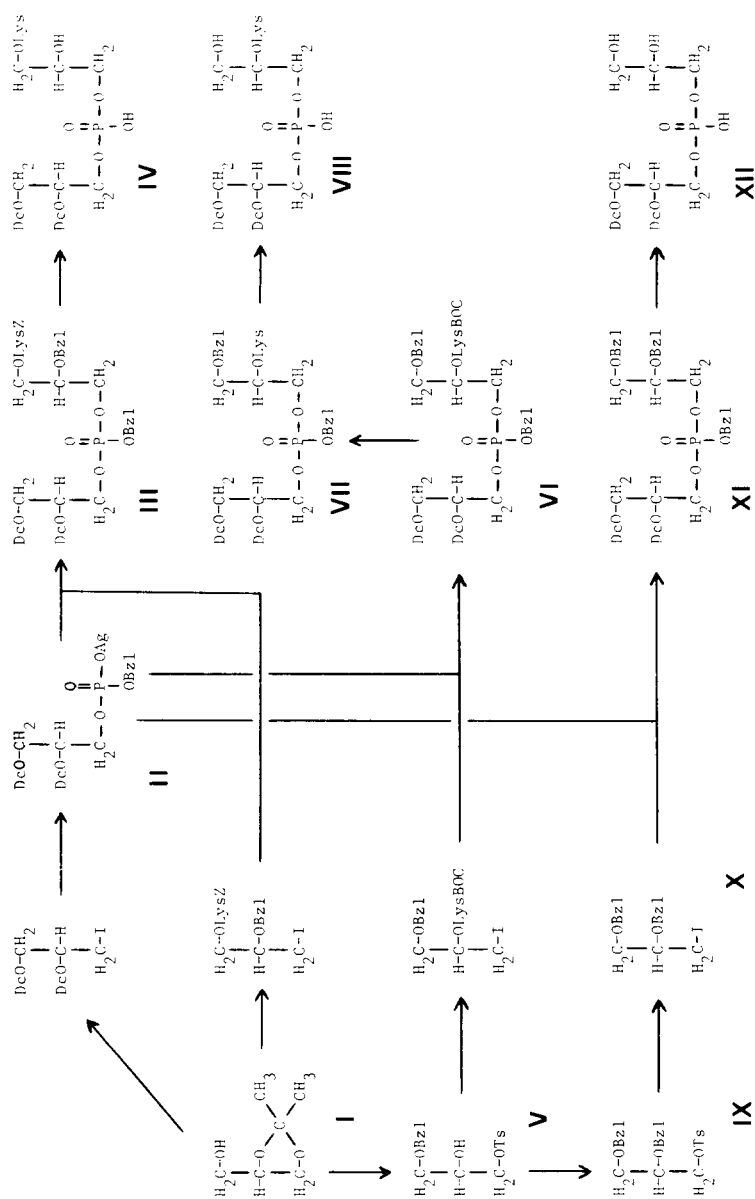 DcO-CH2
DcO-C-H
H2C-I
DcO-CH2
DcO-C-H O
H2C-O-P-OAg
OBzl
II
DcO-CH2 H2C-OLysZ
DcO-C-H O H-C-OBzl
H2C-O-P-O-CH2
OBzl
III
DcO-CH2 H2C-OLys
DcO-C-H O H-C-OH
H2C-O-P-O-CH2
OH
IV
H2C-OH
H-C-O CH3
C
H2C-O CH3
I
H2C-OLysZ
H-C-OBzl
H2C-I
DcO-CH2 H2C-OBzl
DcO-C-H O H-C-OLys
H2C-O-P-O-CH2
OBzl
VII
DcO-CH2 H2C-OH
DcO-C-H O H-C-OLys
H2C-O-P-O-CH2
OH
VIII
H2C-OBzl
H-C-OH
H2C-OTs
V
H2C-OBzl
H-C-OLysBOC
H2C-I
DcO-CH2 H2C-OBzl
DcO-C-H O H-C-OLysBOC
H2C-O-P-O-CH2
OBzl
VI
H2C-OBzl
H-C-OBzl
H2C-OTs
IX
H2C-OBzl
H-C-OBzl
H2C-I
X
DcO-CH2 H2C-OBzl
DcO-C-H O H-C-OBzl
H2C-O-P-O-CH2
OBzl
XI
DcO-CH2 H2C-OH
DcO-C-H O H-C-OH
H2C-O-P-O-CH2
OH
XII